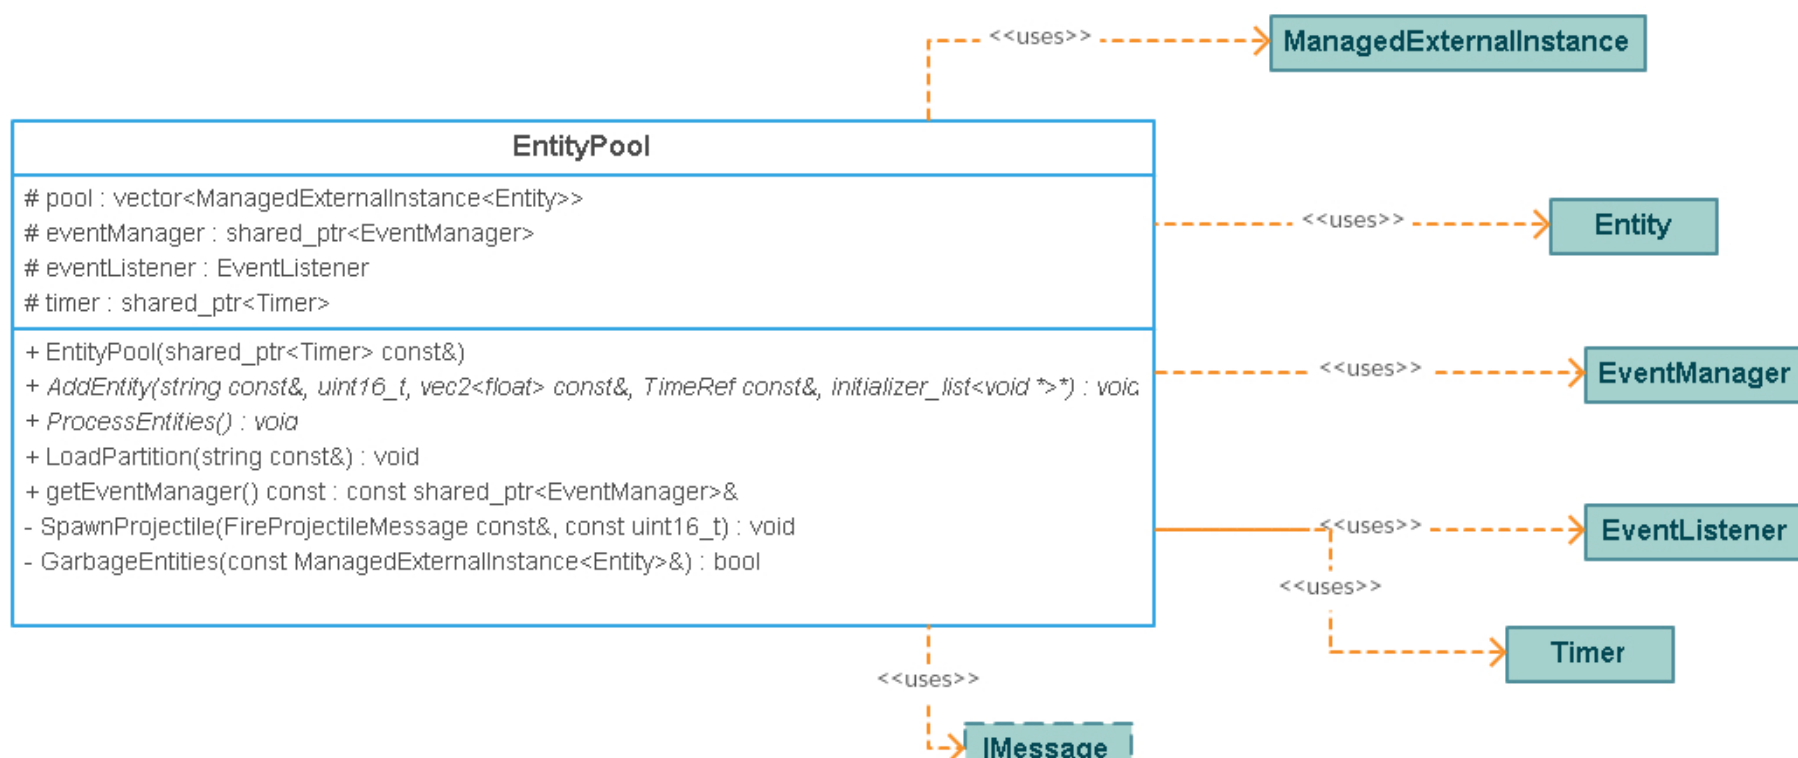 <<uses>>
ManagedExternalInstance
EntityPool
# pool : vector<ManagedExternalInstance<Entity>>
# eventManager : shared_ptr<EventManager>
# eventListener : EventListener
# timer : shared_ptr<Timer>
<<uses>>
Entity
+ EntityPool(shared_ptr<Timer> const&)
+ AddEntity(string const&, uint16_t, vec2<float> const&, TimeRef const&, initializer_list<void *>*) : void
+ ProcessEntities() : void
+ LoadPartition(string const&) : void
+ getEventManager() const : const shared_ptr<EventManager>&
- SpawnProjectile(FireProjectileMessage const&, const uint16_t) : void
- GarbageEntities(const ManagedExternalInstance<Entity>&) : bool
<<uses>>
EventManager
<<uses>>
EventListener
<<uses>>
Timer
<<uses>>
IMessage